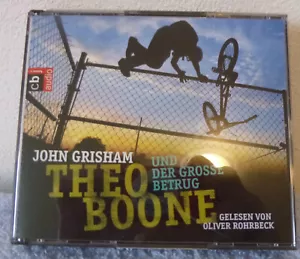 cbj
audio
JOHN GRISHAM
THEO
BOONE
UND
DER GROSSE
BETRUG
GELESEN VON
OLIVER ROHRBECK